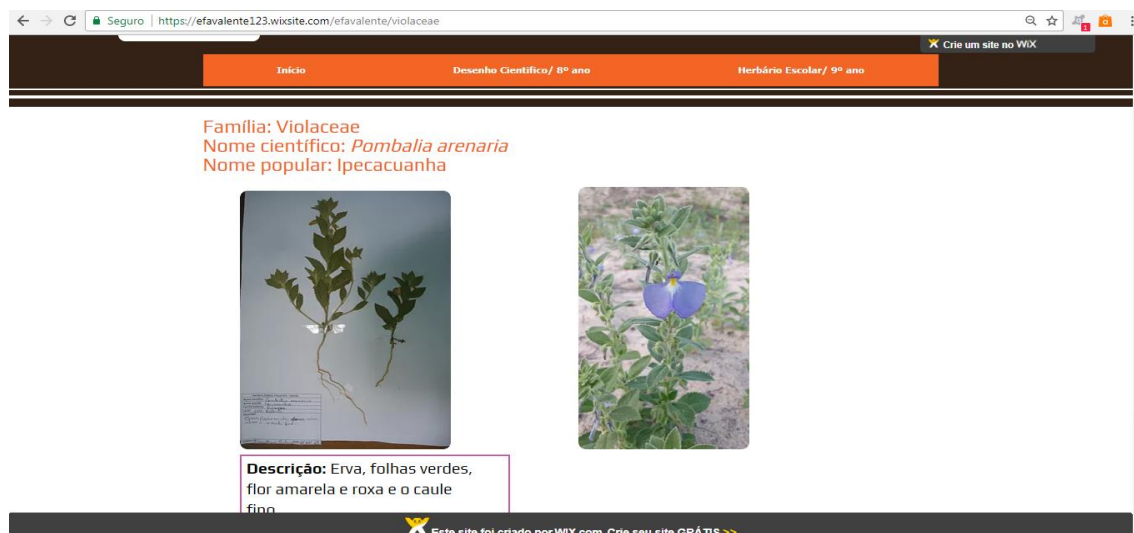 Seguro | https://efavalente123.wixsite.com/efavalente/violaceae
Crie um site no WiX
Início Desenho Cientifico/ 8º ano Herbário Escolar/ 9º ano
Família: Violaceae
Nome científico: Pombalia arenaria
Nome popular: Ipecacuanha
Descrição: Erva, folhas verdes,
flor amarela e roxa e o caule
fino
Este site foi criado por WIX.com. Crie seu site GRÁTIS >>